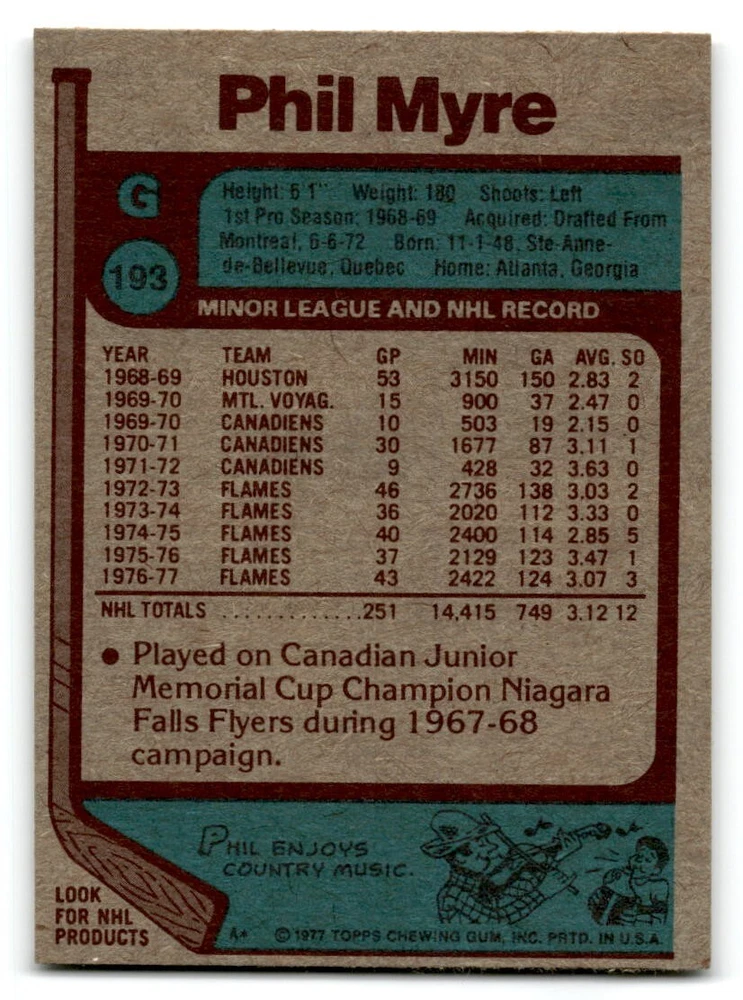 Phil Myre
G
193
Height: 6'1" Weight: 180 Shoots: Left
1st Pro Season: 1968-69 Acquired: Drafted From
Montreal, 6-6-72 Born: 11-1-48, Ste-Anne-
de-Bellevue, Quebec Home: Atlanta, Georgia
MINOR LEAGUE AND NHL RECORD
YEAR TEAM GP MIN GA AVG. SO
1968-69 HOUSTON 53 3150 150 2.83 2
1969-70 MTL. VOYAG. 15 900 37 2.47 0
1969-70 CANADIENS 10 503 19 2.15 0
1970-71 CANADIENS 30 1677 87 3.11 1
1971-72 CANADIENS 9 428 32 3.63 0
1972-73 FLAMES 46 2736 138 3.03 2
1973-74 FLAMES 36 2020 112 3.33 0
1974-75 FLAMES 40 2400 114 2.85 5
1975-76 FLAMES 37 2129 123 3.47 1
1976-77 FLAMES 43 2422 124 3.07 3
NHL TOTALS .............251 14,415 749 3.12 12
• Played on Canadian Junior
Memorial Cup Champion Niagara
Falls Flyers during 1967-68
campaign.
PHIL ENJOYS
COUNTRY MUSIC.
LOOK
FOR NHL
PRODUCTS
A* © 1977 TOPPS CHEWING GUM, INC. PRTD. IN U.S.A.